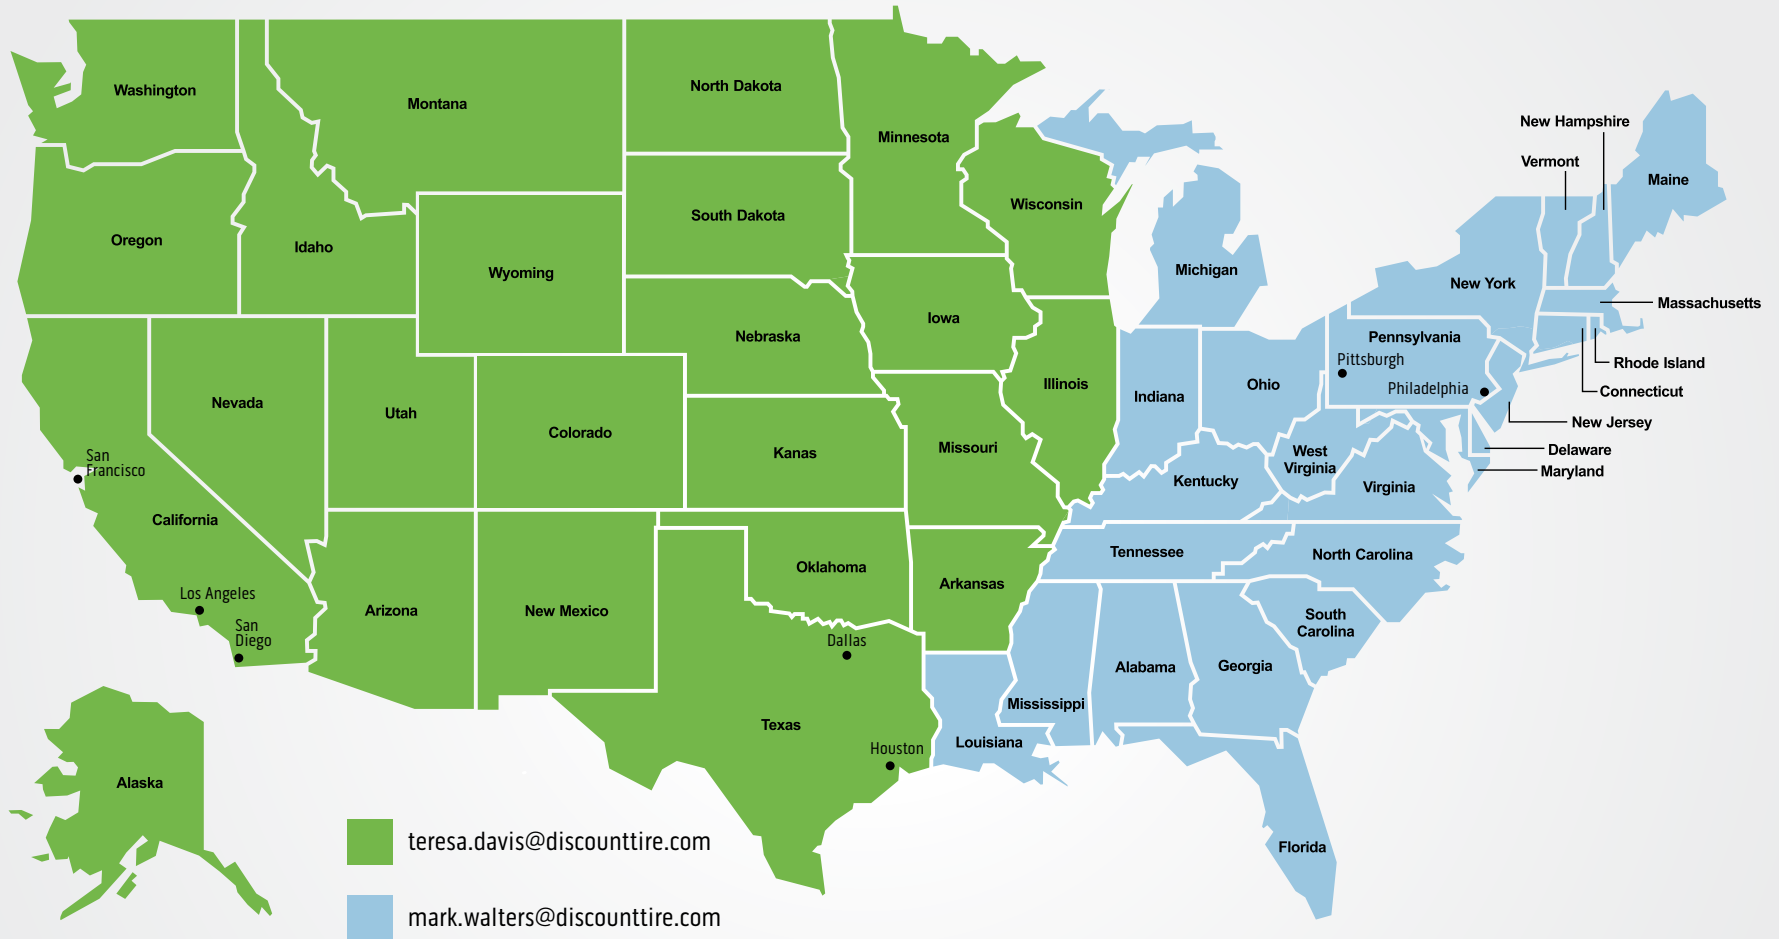 Washington
Montana
North Dakota
Minnesota
New Hampshire
Vermont
Maine
Oregon
Idaho
Wyoming
South Dakota
Wisconsin
Michigan
New York
Massachusetts
Nebraska
Iowa
Pennsylvania
Pittsburgh
Philadelphia
Rhode Island
Connecticut
New Jersey
Delaware
Maryland
Nevada
Utah
Colorado
Kanas
Missouri
Illinois
Indiana
Ohio
West
Virginia
Kentucky
Virginia
San
Francisco
California
Los Angeles
San
Diego
Arizona
New Mexico
Oklahoma
Arkansas
Tennessee
North Carolina
South
Carolina
Dallas
Texas
Houston
Louisiana
Mississippi
Alabama
Georgia
Florida
Alaska
teresa.davis@discounttire.com
mark.walters@discounttire.com